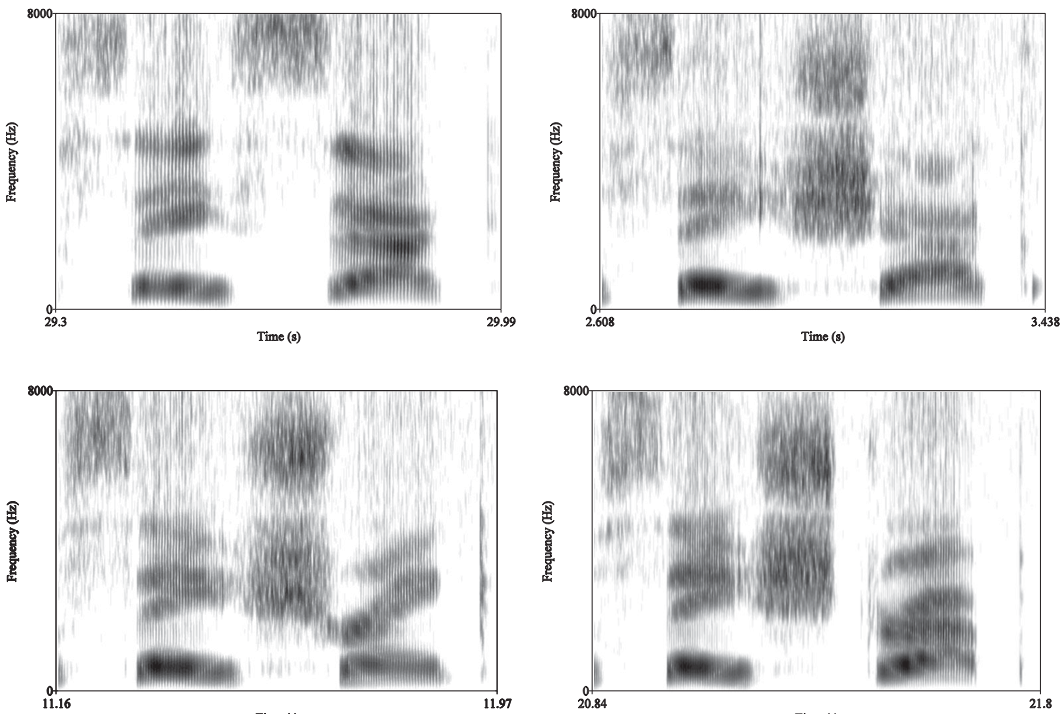 8000
Frequency (Hz)
0
29.3
Time (s)
29.99
8000
Frequency (Hz)
0
2.608
Time (s)
3.438
8000
Frequency (Hz)
0
11.16
11.97
8000
Frequency (Hz)
0
20.84
21.8